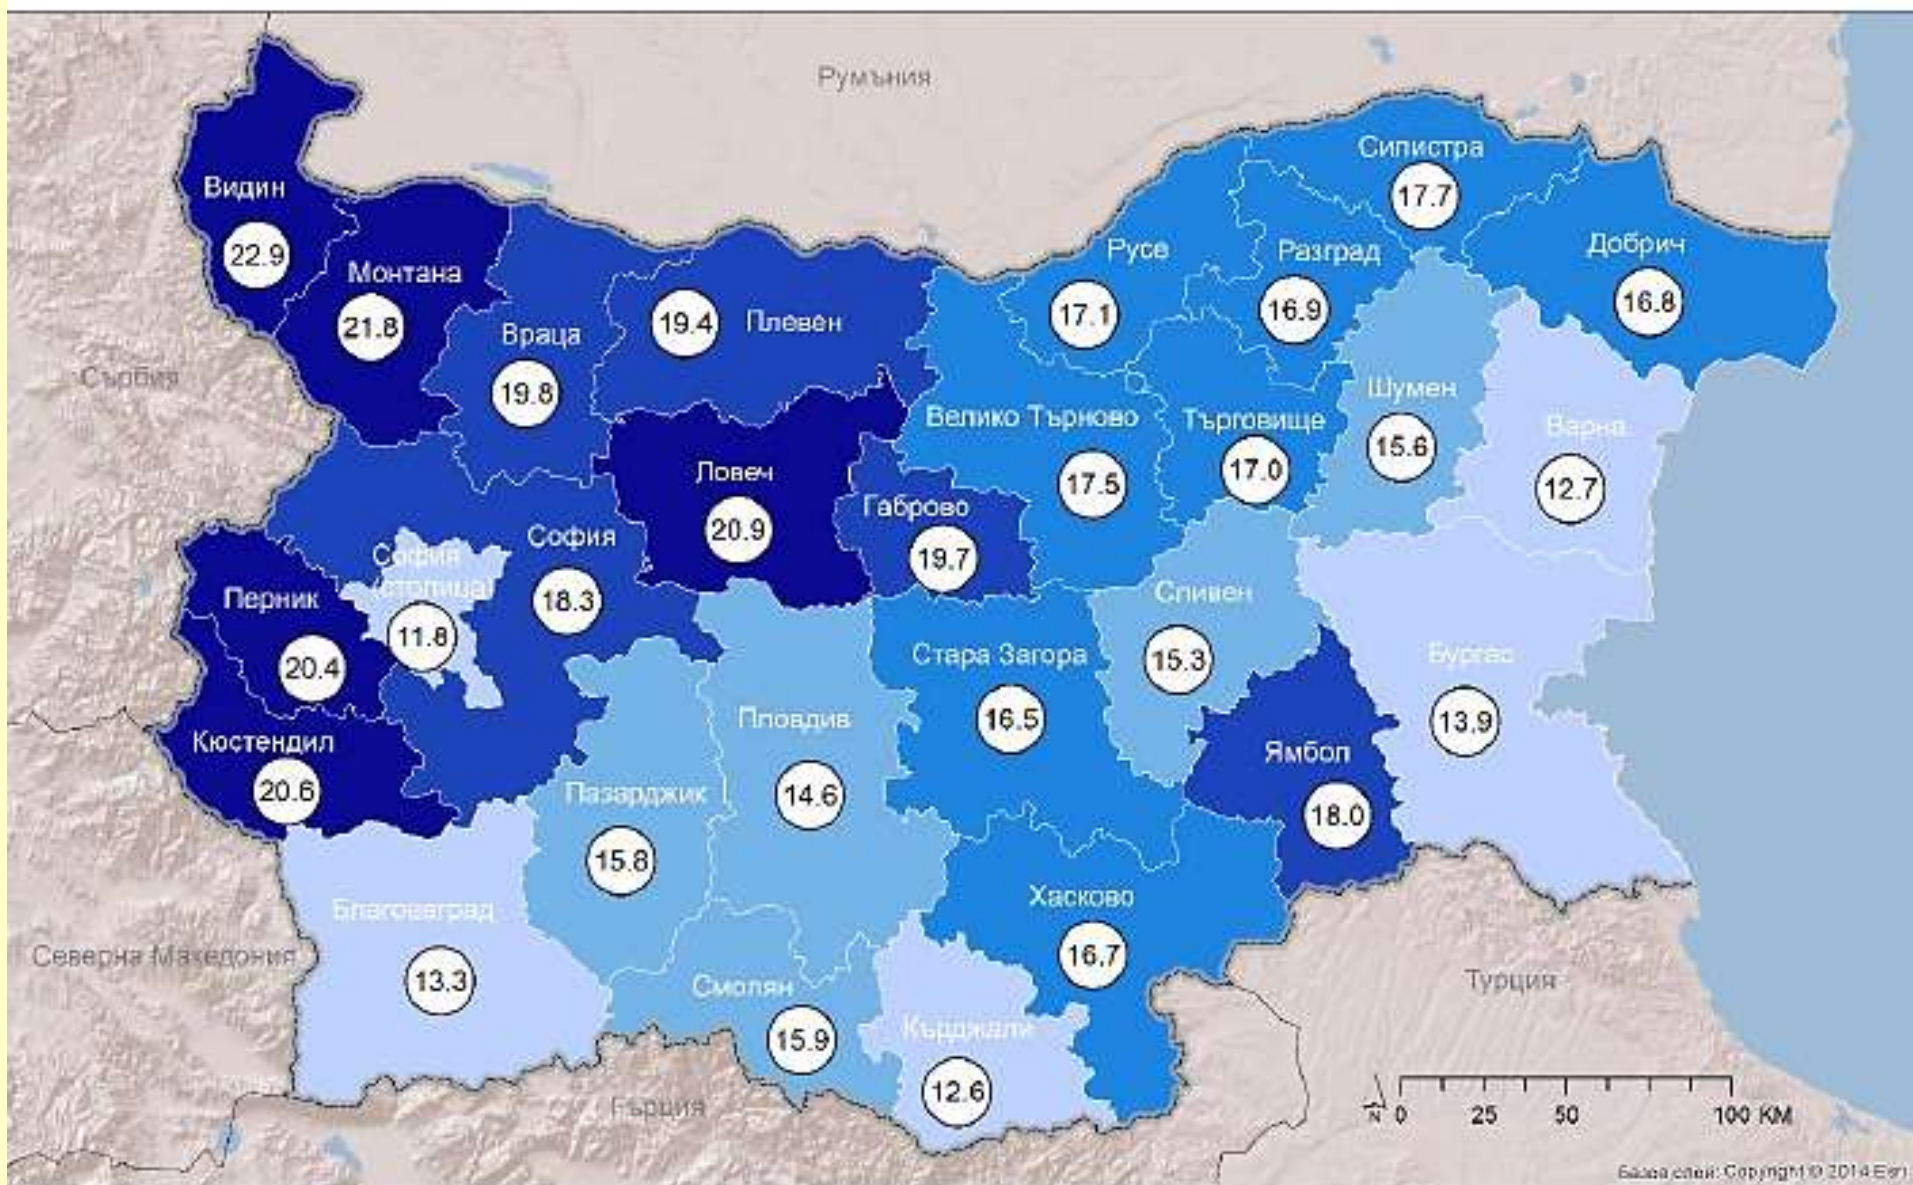 Румъния
Видин
22.9
Монтана
21.8
Враца
19.8
19.4 Плевен
Русе
17.1
Разград
16.9
Силистра
17.7
Добрич
16.8
Сърбия
Ловеч
20.9
Габрово
19.7
Велико Търново
17.5
Търговище
17.0
Шумен
15.6
Варна
12.7
София
(столица)
11.8
София
18.3
Перник
20.4
Кюстендил
20.6
Пазарджик
15.8
Пловдив
14.6
Стара Загора
16.5
Сливен
15.3
Ямбол
18.0
Бургас
13.9
Благоевград
13.3
Северна Македония
Смолян
15.9
Кърджали
12.6
Хасково
16.7
Турция
Гърция
N
0 25 50 100 KM
Базов слой: Copyright © 2014 Esri